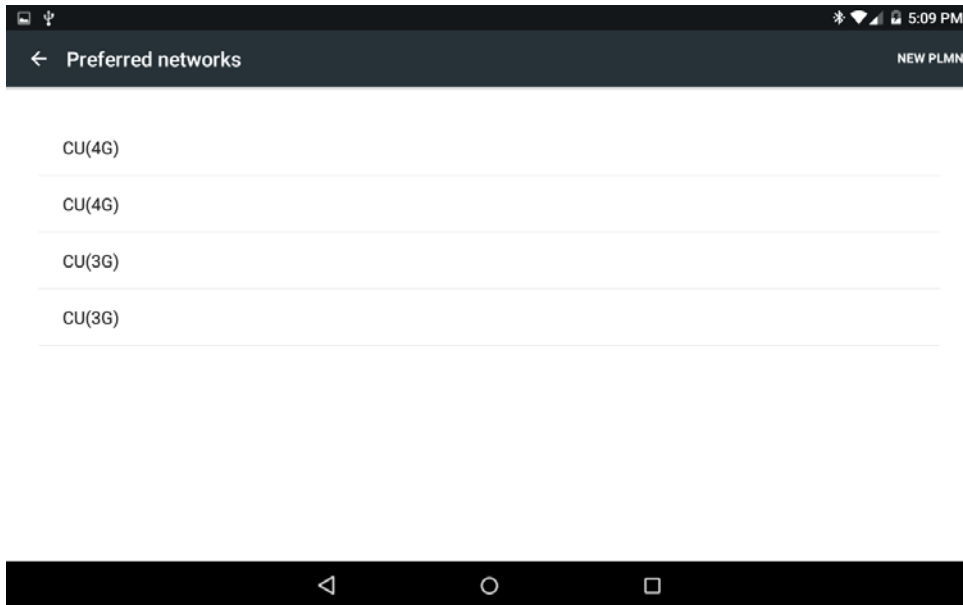 5:09 PM
Preferred networks
NEW PLMN
CU(4G)
CU(4G)
CU(3G)
CU(3G)